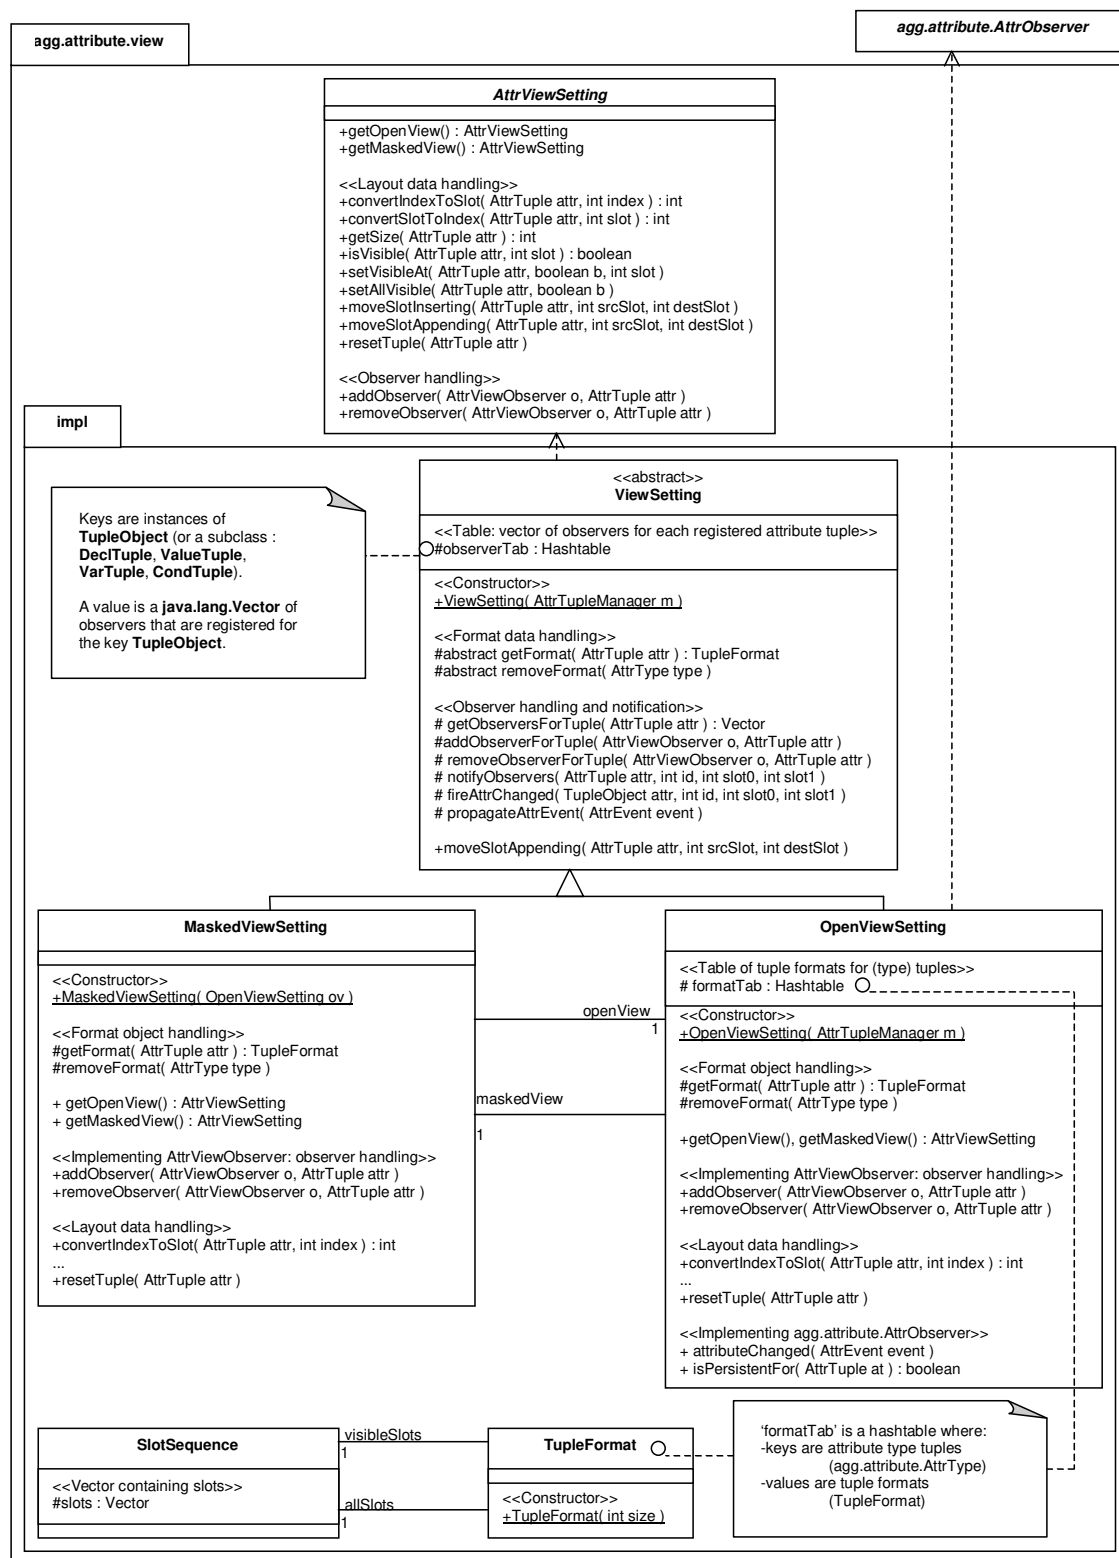 agg.attribute.view
agg.attribute.AttrObserver
AttrViewSetting
+getOpenView() : AttrViewSetting
+getMaskedView() : AttrViewSetting
<<Layout data handling>>
+convertIndexToSlot( AttrTuple attr, int index ) : int
+convertSlotToIndex( AttrTuple attr, int slot ) : int
+getSize( AttrTuple attr ) : int
+isVisible( AttrTuple attr, int slot ) : boolean
+setVisibleAt( AttrTuple attr, boolean b, int slot )
+setAllVisible( AttrTuple attr, boolean b )
+moveSlotInserting( AttrTuple attr, int srcSlot, int destSlot )
+moveSlotAppending( AttrTuple attr, int srcSlot, int destSlot )
+resetTuple( AttrTuple attr )
<<Observer handling>>
+addObserver( AttrViewObserver o, AttrTuple attr )
+removeObserver( AttrViewObserver o, AttrTuple attr )
impl
Keys are instances of
TupleObject (or a subclass :
DeclTuple, ValueTuple,
VarTuple, CondTuple).
A value is a java.lang.Vector of
observers that are registered for
the key TupleObject.
<<abstract>>
ViewSetting
<<Table: vector of observers for each registered attribute tuple>>
#observerTab : Hashtable
<<Constructor>>
+ViewSetting( AttrTupleManager m )
<<Format data handling>>
#abstract getFormat( AttrTuple attr ) : TupleFormat
#abstract removeFormat( AttrType type )
<<Observer handling and notification>>
# getObserversForTuple( AttrTuple attr ) : Vector
#addObserverForTuple( AttrViewObserver o, AttrTuple attr )
# removeObserverForTuple( AttrViewObserver o, AttrTuple attr )
# notifyObservers( AttrTuple attr, int id, int slot0, int slot1 )
# fireAttrChanged( TupleObject attr, int id, int slot0, int slot1 )
# propagateAttrEvent( AttrEvent event )
+moveSlotAppending( AttrTuple attr, int srcSlot, int destSlot )
MaskedViewSetting
<<Constructor>>
+MaskedViewSetting( OpenViewSetting ov )
<<Format object handling>>
#getFormat( AttrTuple attr ) : TupleFormat
#removeFormat( AttrType type )
+ getOpenView() : AttrViewSetting
+ getMaskedView() : AttrViewSetting
<<Implementing AttrViewObserver: observer handling>>
+addObserver( AttrViewObserver o, AttrTuple attr )
+removeObserver( AttrViewObserver o, AttrTuple attr )
<<Layout data handling>>
+convertIndexToSlot( AttrTuple attr, int index ) : int
...
+resetTuple( AttrTuple attr )
openView
1
maskedView
1
OpenViewSetting
<<Table of tuple formats for (type) tuples>>
# formatTab : Hashtable
<<Constructor>>
+OpenViewSetting( AttrTupleManager m )
<<Format object handling>>
#getFormat( AttrTuple attr ) : TupleFormat
#removeFormat( AttrType type )
+getOpenView(), getMaskedView() : AttrViewSetting
<<Implementing AttrViewObserver: observer handling>>
+addObserver( AttrViewObserver o, AttrTuple attr )
+removeObserver( AttrViewObserver o, AttrTuple attr )
<<Layout data handling>>
+convertIndexToSlot( AttrTuple attr, int index ) : int
...
+resetTuple( AttrTuple attr )
<<Implementing agg.attribute.AttrObserver>>
+ attributeChanged( AttrEvent event )
+ isPersistentFor( AttrTuple at ) : boolean
SlotSequence
<<Vector containing slots>>
#slots : Vector
visibleSlots
1
allSlots
1
TupleFormat
<<Constructor>>
+TupleFormat( int size )
‘formatTab’ is a hashtable where:
-keys are attribute type tuples
(agg.attribute.AttrType)
-values are tuple formats
(TupleFormat)